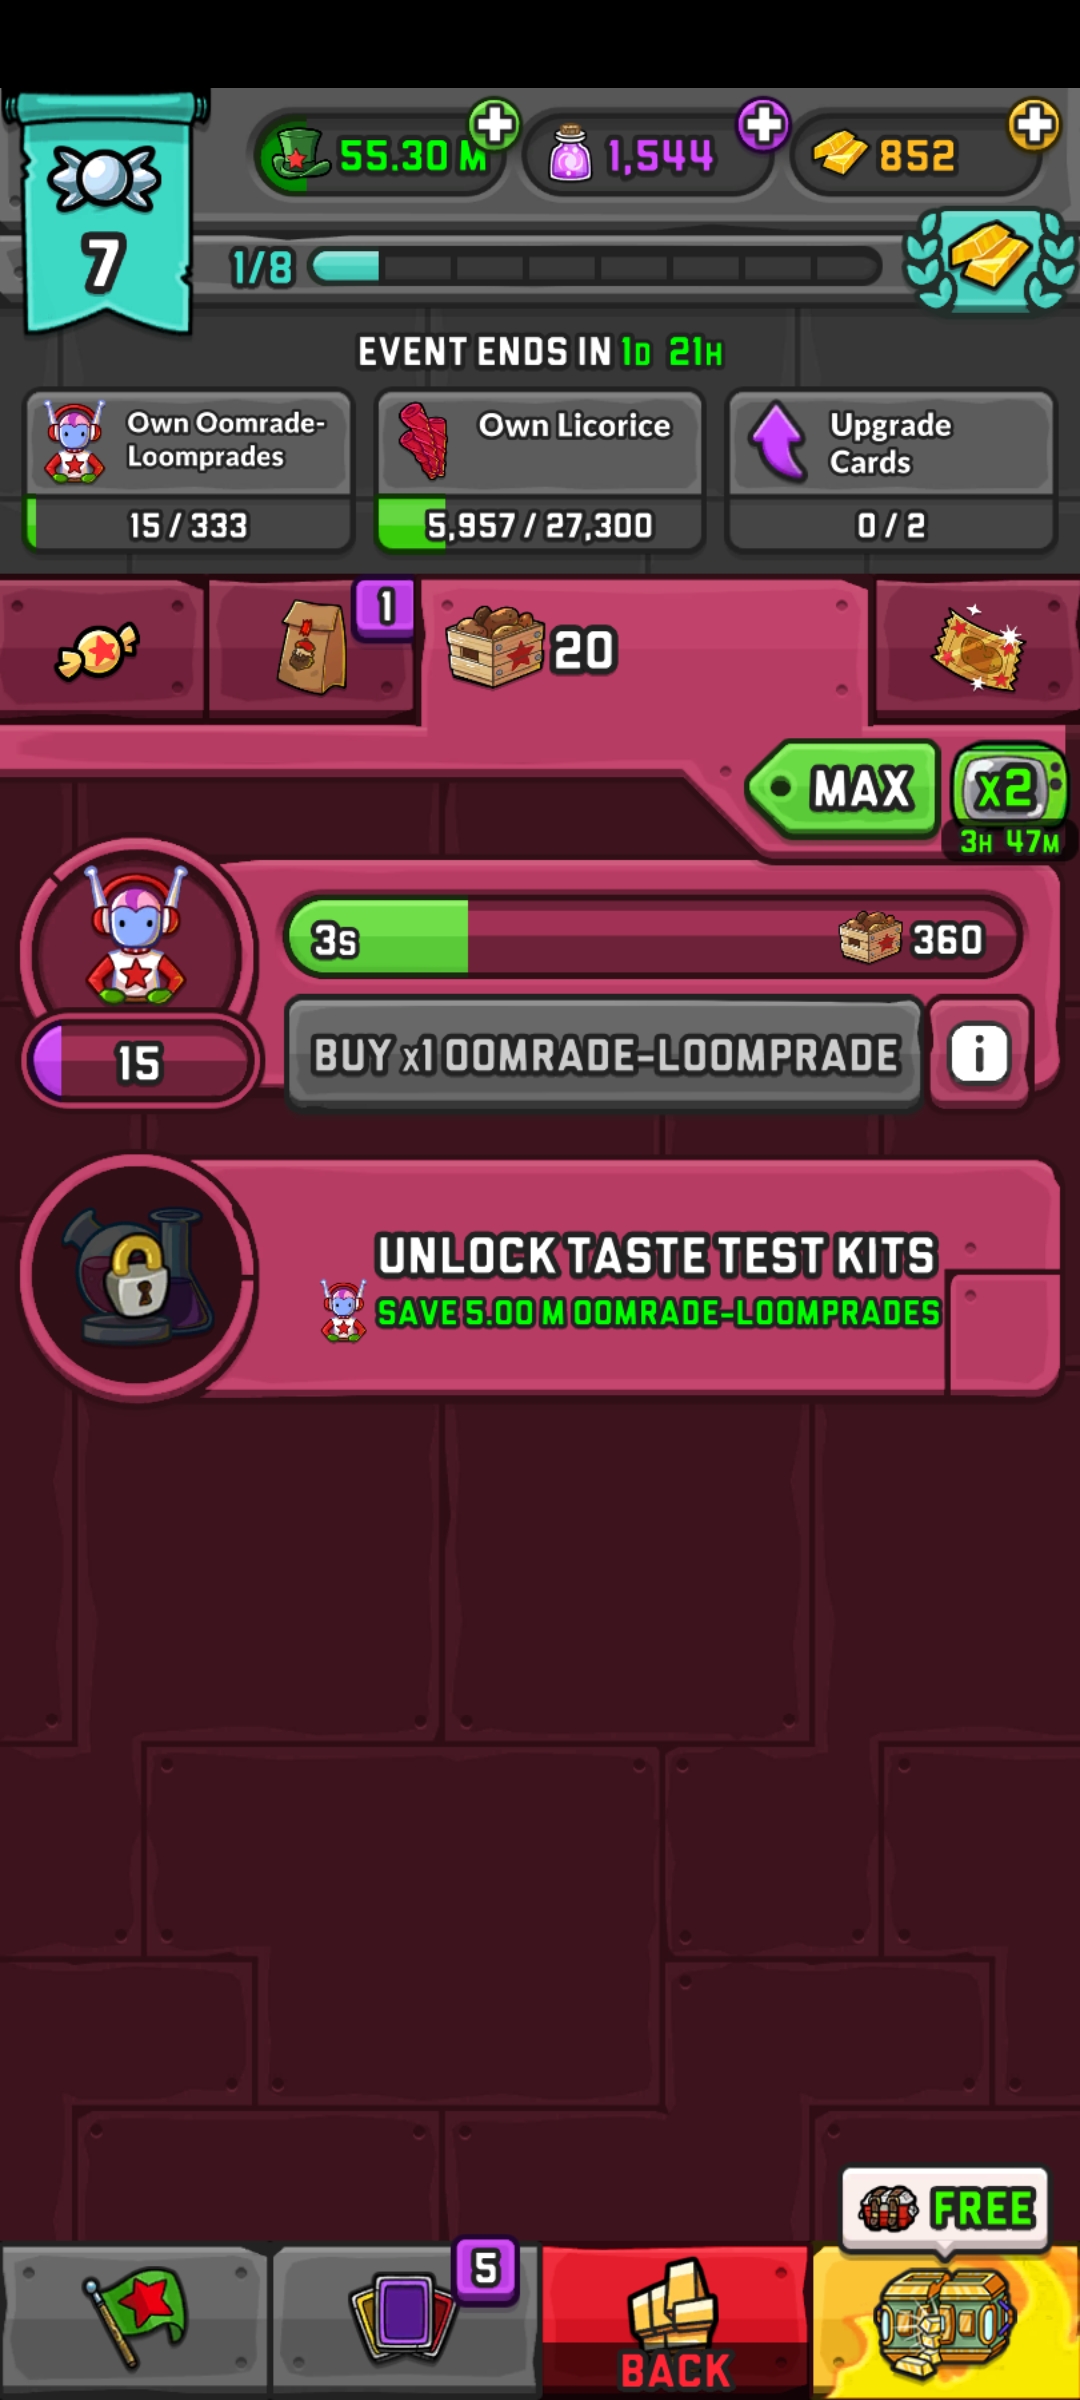 55.30 M
1,544
852
7
1/8
EVENT ENDS IN 1D 21H
Own Oomrade-
Loomprades
15 / 333
Own Licorice
5,957 / 27,300
Upgrade
Cards
0 / 2
1
20
MAX
x2
3H 47M
3s
360
15
BUY x1 OOMRADE-LOOMPRADE
i
UNLOCK TASTE TEST KITS
SAVE 5.00 M OOMRADE-LOOMPRADES
FREE
5
BACK